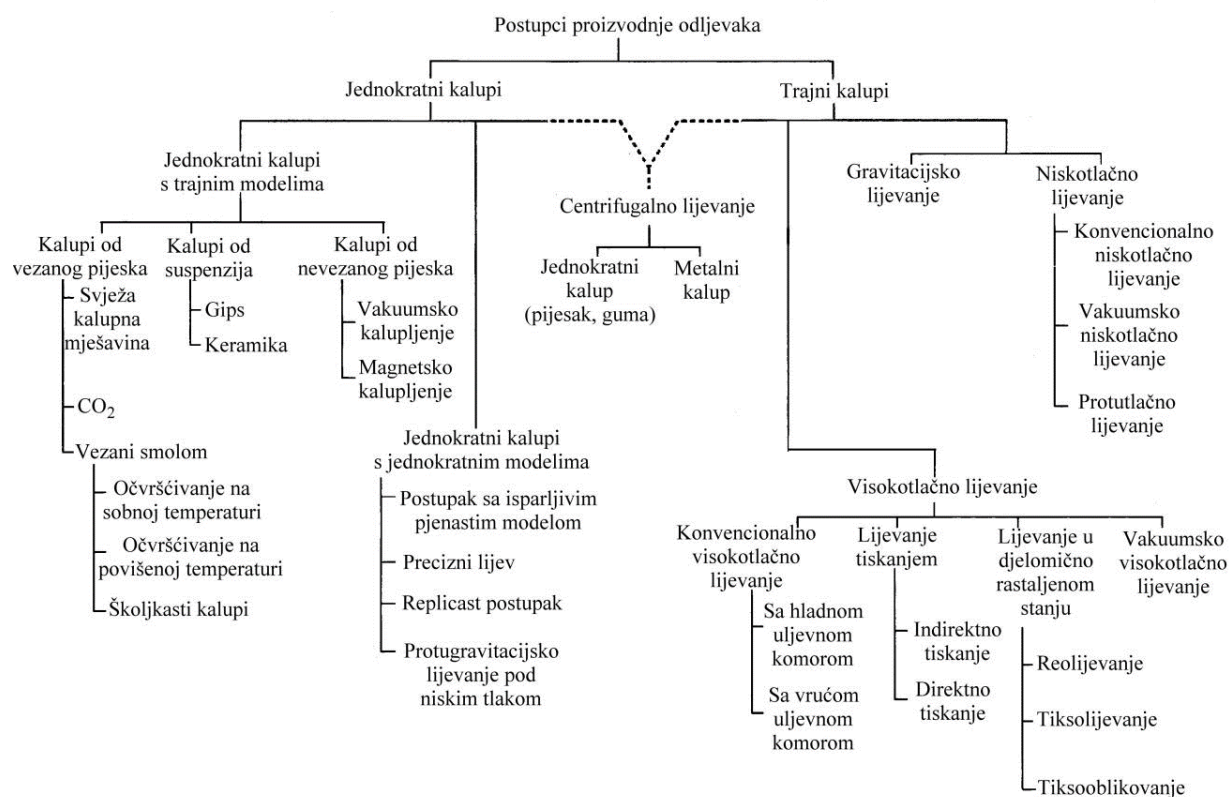 Postupci proizvodnje odljevaka
Jednokratni kalupi
Trajni kalupi
Jednokratni kalupi
s trajnim modelima
Kalupi od
vezanog pijeska
Svježa
kalupna
mješavina
CO₂
Vezani smolom
Očvršćivanje na
sobnoj temperaturi
Očvršćivanje na
povišenoj temperaturi
Školjkasti kalupi
Kalupi od
suspenzija
Gips
Keramika
Kalupi od
nevezanog pijeska
Vakuumsko
kalupljenje
Magnetsko
kalupljenje
Jednokratni kalupi
s jednokratnim modelima
Postupak sa isparljivim
pjenastim modelom
Precizni lijev
Replicast postupak
Protugravitacijsko
lijevanje pod
niskim tlakom
Centrifugalno lijevanje
Jednokratni
kalup
(pijesak, guma)
Metalni
kalup
Gravitacijsko
lijevanje
Niskotlačno
lijevanje
Konvencionalno
niskotlačno
lijevanje
Vakuumsko
niskotlačno
lijevanje
Protutlačno
lijevanje
Visokotlačno lijevanje
Konvencionalno
visokotlačno
lijevanje
Sa hladnom
uljevnom
komorom
Sa vrućom
uljevnom
komorom
Lijevanje
tiskanjem
Indirektno
tiskanje
Direktno
tiskanje
Lijevanje u
djelomično
rastaljenom
stanju
Reolijevanje
Tiksolijevanje
Tiksooblikovanje
Vakuumsko
visokotlačno
lijevanje